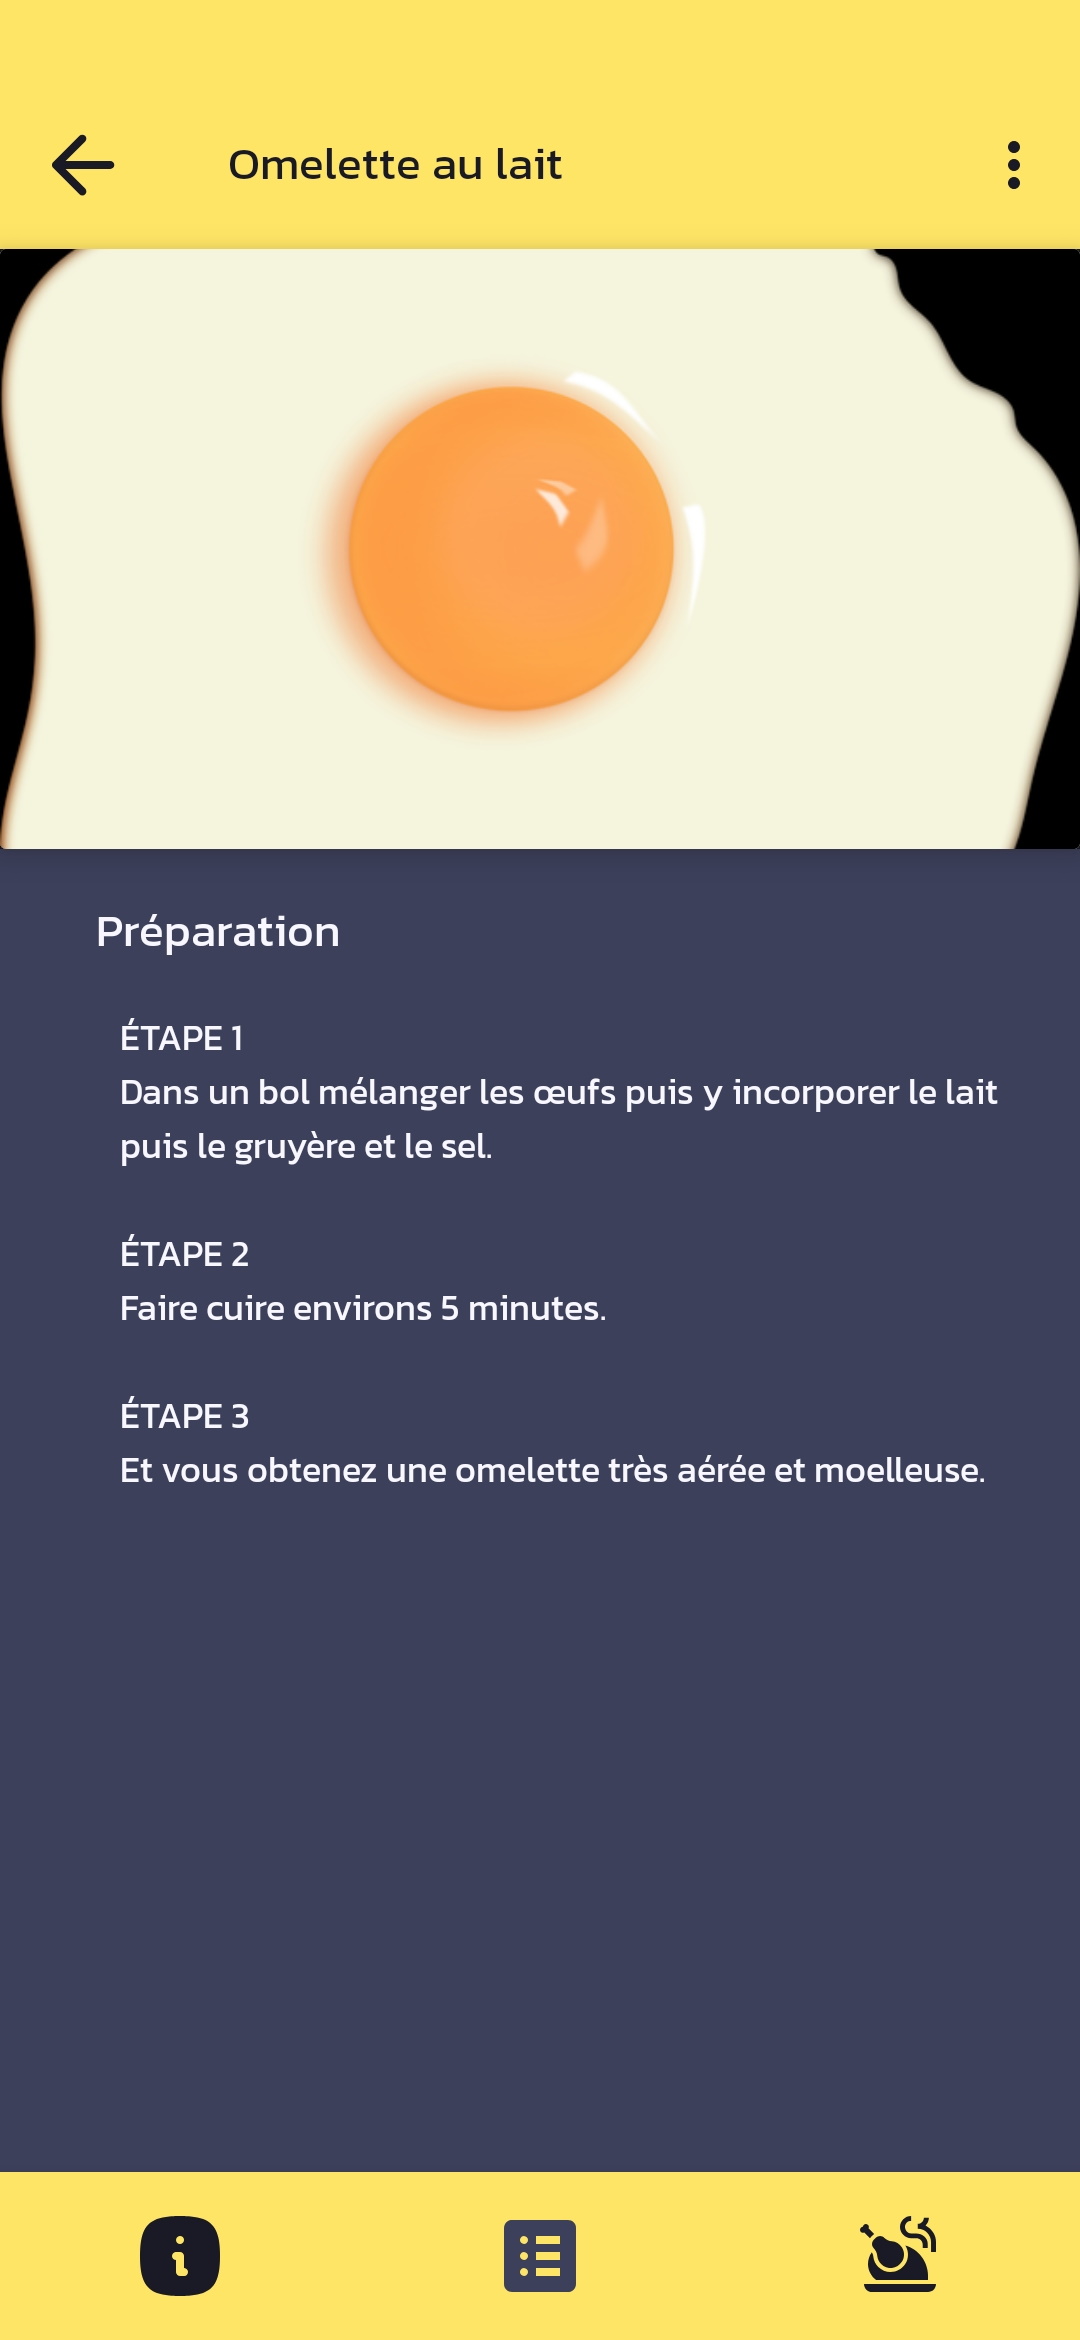 Omelette au lait
Préparation
ÉTAPE 1
Dans un bol mélanger les œufs puis y incorporer le lait
puis le gruyère et le sel.
ÉTAPE 2
Faire cuire environs 5 minutes.
ÉTAPE 3
Et vous obtenez une omelette très aérée et moelleuse.